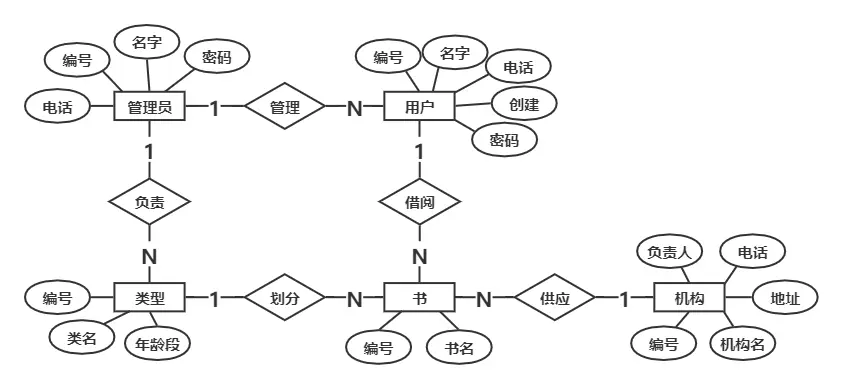 名字
编号
密码
电话
管理员
1
管理
N
编号
名字
电话
创建
密码
用户
1
1
负责
借阅
N
N
编号
类名
年龄段
类型
1
划分
N
书
编号
书名
N
供应
1
机构
负责人
电话
地址
编号
机构名